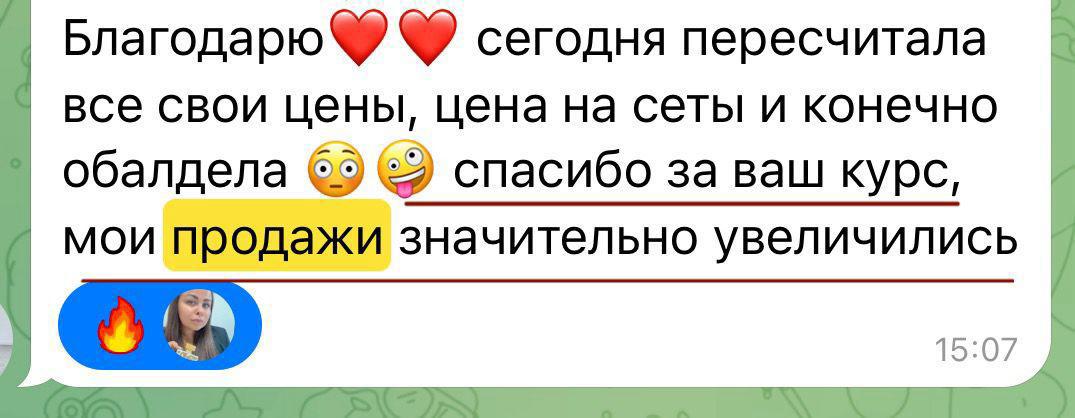 Благодарю❤️❤️ сегодня пересчитала
все свои цены, цена на сеты и конечно
обалдела 😳🤪 спасибо за ваш курс,
мои продажи значительно увеличились
15:07